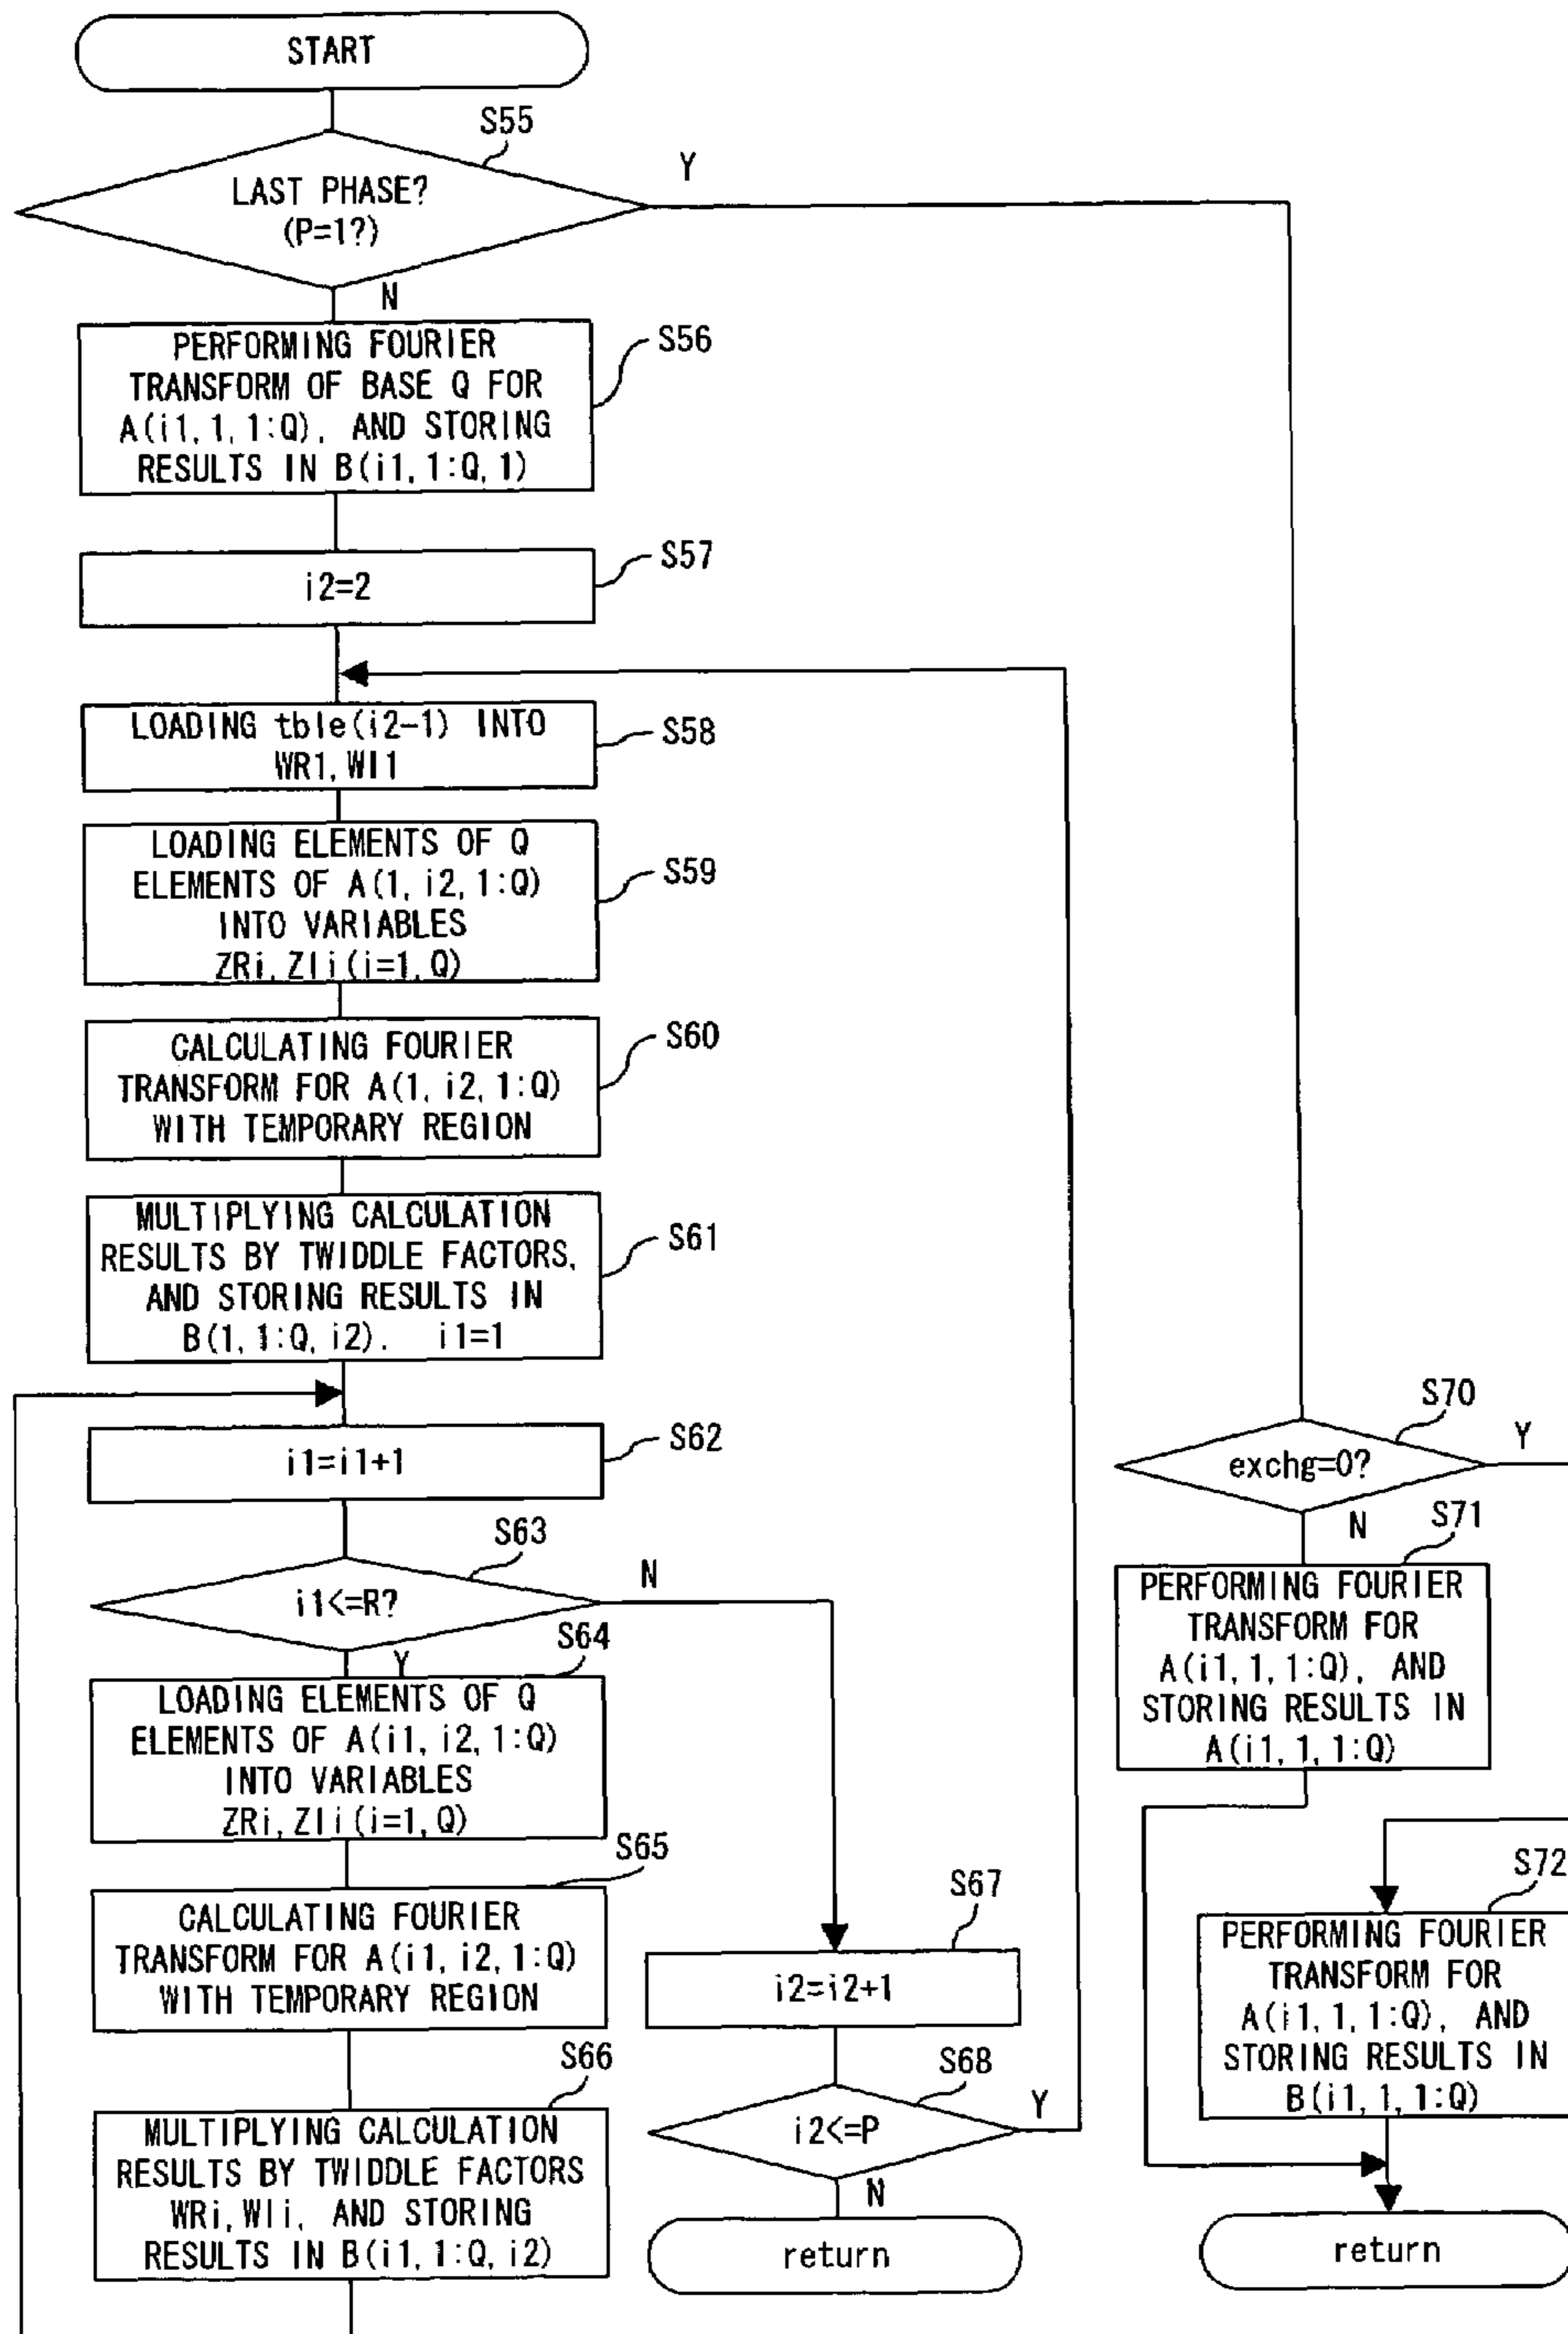 START
S55
LAST PHASE?
(P=1?)
Y
N
PERFORMING FOURIER
TRANSFORM OF BASE Q FOR
A(i1,1,1:Q), AND STORING
RESULTS IN B(i1,1:Q,1)
S56
i2=2
S57
LOADING tble(i2-1) INTO
WR1,WI1
S58
LOADING ELEMENTS OF Q
ELEMENTS OF A(1,i2,1:Q)
INTO VARIABLES
ZRi,ZIi(i=1,Q)
S59
CALCULATING FOURIER
TRANSFORM FOR A(1,i2,1:Q)
WITH TEMPORARY REGION
S60
MULTIPLYING CALCULATION
RESULTS BY TWIDDLE FACTORS,
AND STORING RESULTS IN
B(1,1:Q,i2). i1=1
S61
i1=i1+1
S62
S63
i1<=R?
N
Y
S64
LOADING ELEMENTS OF Q
ELEMENTS OF A(i1,i2,1:Q)
INTO VARIABLES
ZRi,ZIi(i=1,Q)
S65
CALCULATING FOURIER
TRANSFORM FOR A(i1,i2,1:Q)
WITH TEMPORARY REGION
S66
MULTIPLYING CALCULATION
RESULTS BY TWIDDLE FACTORS
WRi,WIi, AND STORING
RESULTS IN B(i1,1:Q,i2)
S67
i2=i2+1
S68
i2<=P
Y
N
return
S70
exchg=0?
Y
N
S71
PERFORMING FOURIER
TRANSFORM FOR
A(i1,1,1:Q), AND
STORING RESULTS IN
A(i1,1,1:Q)
S72
PERFORMING FOURIER
TRANSFORM FOR
A(i1,1,1:Q), AND
STORING RESULTS IN
B(i1,1,1:Q)
return